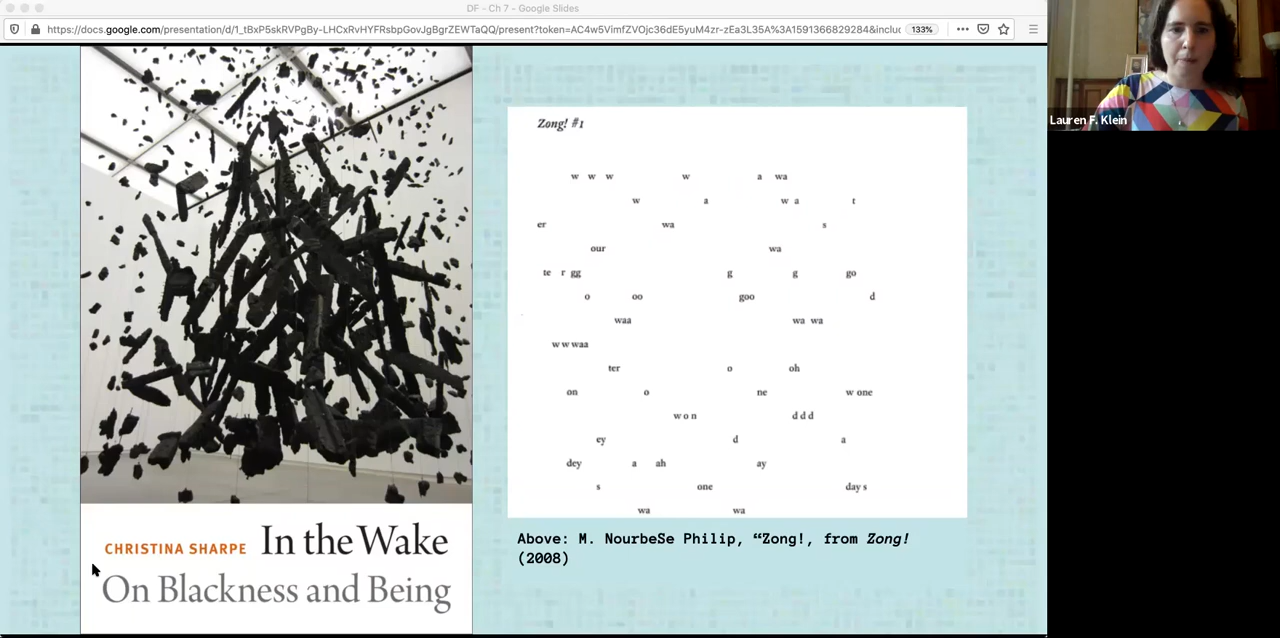 DF - Ch 7 - Google Slides
https://docs.google.com/presentation/d/1_tBxP5skRVPgBy-LHCxRvHYFRsbpGovJgBgrZEWTaQQ/present?token=AC4w5VimfZVOjc36dE5yuM4zr-zEa3L35A%3A1591366829284&inclu 133%
Lauren F. Klein
CHRISTINA SHARPE In the Wake
On Blackness and Being
Zong! #1
w w w w a wa
w a w a t
er wa s
our wa
te r gg g g go
o oo goo d
waa wa wa
w w waa
ter o oh
on o ne w one
w o n d d d
ey d a
dey a ah ay
s one day s
wa wa
Above: M. NourbeSe Philip, “Zong!, from Zong!
(2008)